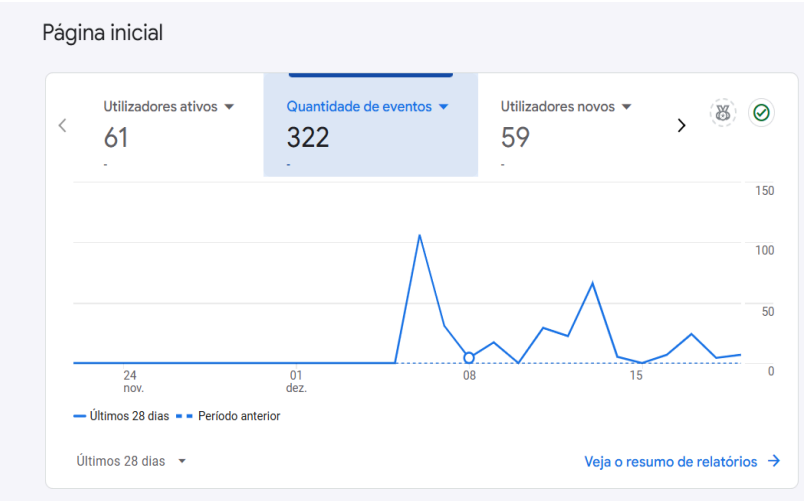 Página inicial
Utilizadores ativos
61
-
Quantidade de eventos
322
-
Utilizadores novos
59
-
150
100
50
0
24
nov.
01
dez.
08
15
Últimos 28 dias
Período anterior
Últimos 28 dias
Veja o resumo de relatórios